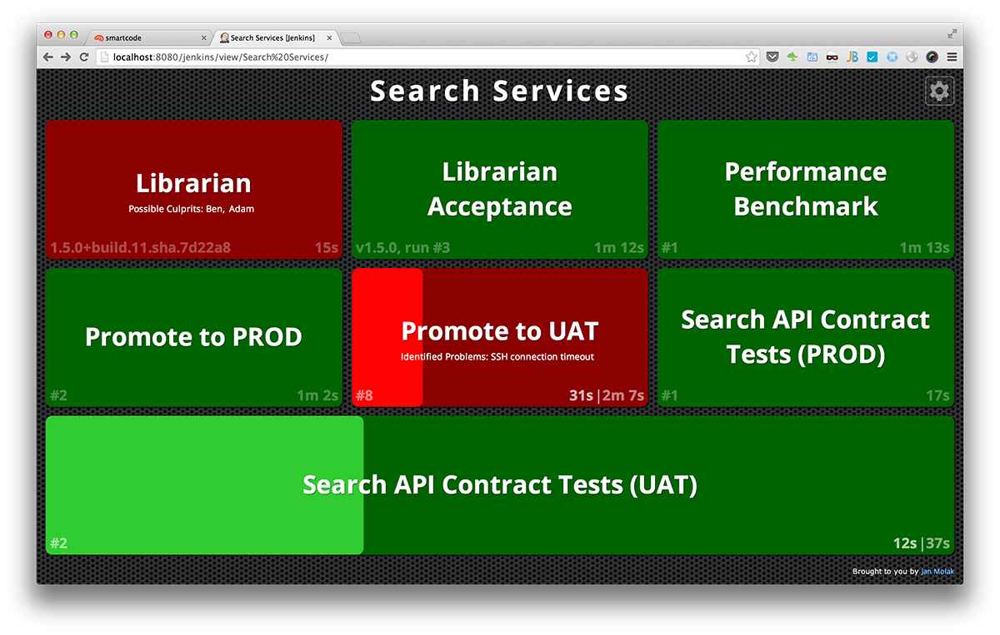 smartcode
Search Services [Jenkins]
localhost:8080/jenkins/view/Search%20Services/
JB
Search Services
Librarian
Possible Culprits: Ben, Adam
1.5.0+build.11.sha.7d22a8
15s
Librarian
Acceptance
v1.5.0, run #3
1m 12s
Performance
Benchmark
#1
1m 13s
Promote to PROD
#2
1m 2s
Promote to UAT
Identified Problems: SSH connection timeout
#8
31s|2m 7s
Search API Contract
Tests (PROD)
#1
17s
Search API Contract Tests (UAT)
#2
12s|37s
Brought to you by Jan Molak